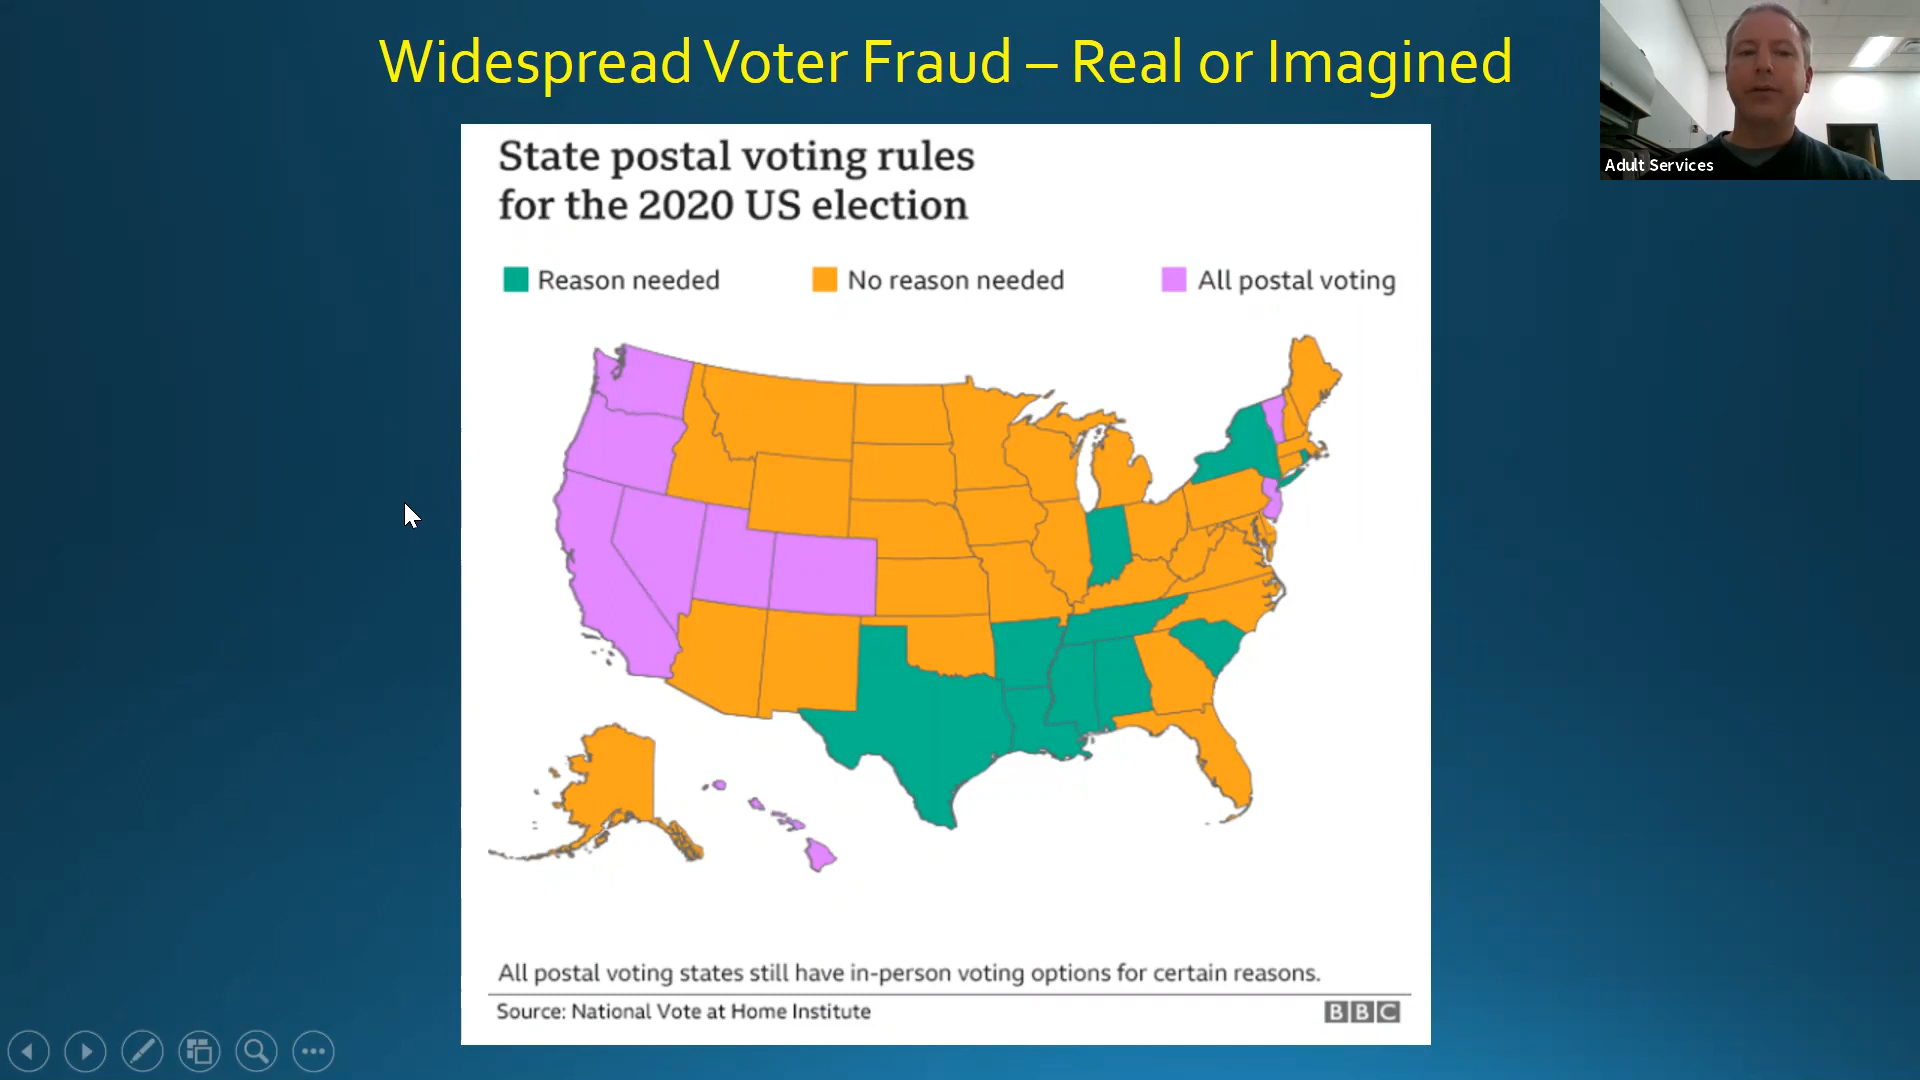 Widespread Voter Fraud – Real or Imagined
Adult Services
State postal voting rules
for the 2020 US election
Reason needed
No reason needed
All postal voting
All postal voting states still have in-person voting options for certain reasons.
Source: National Vote at Home Institute
BBC